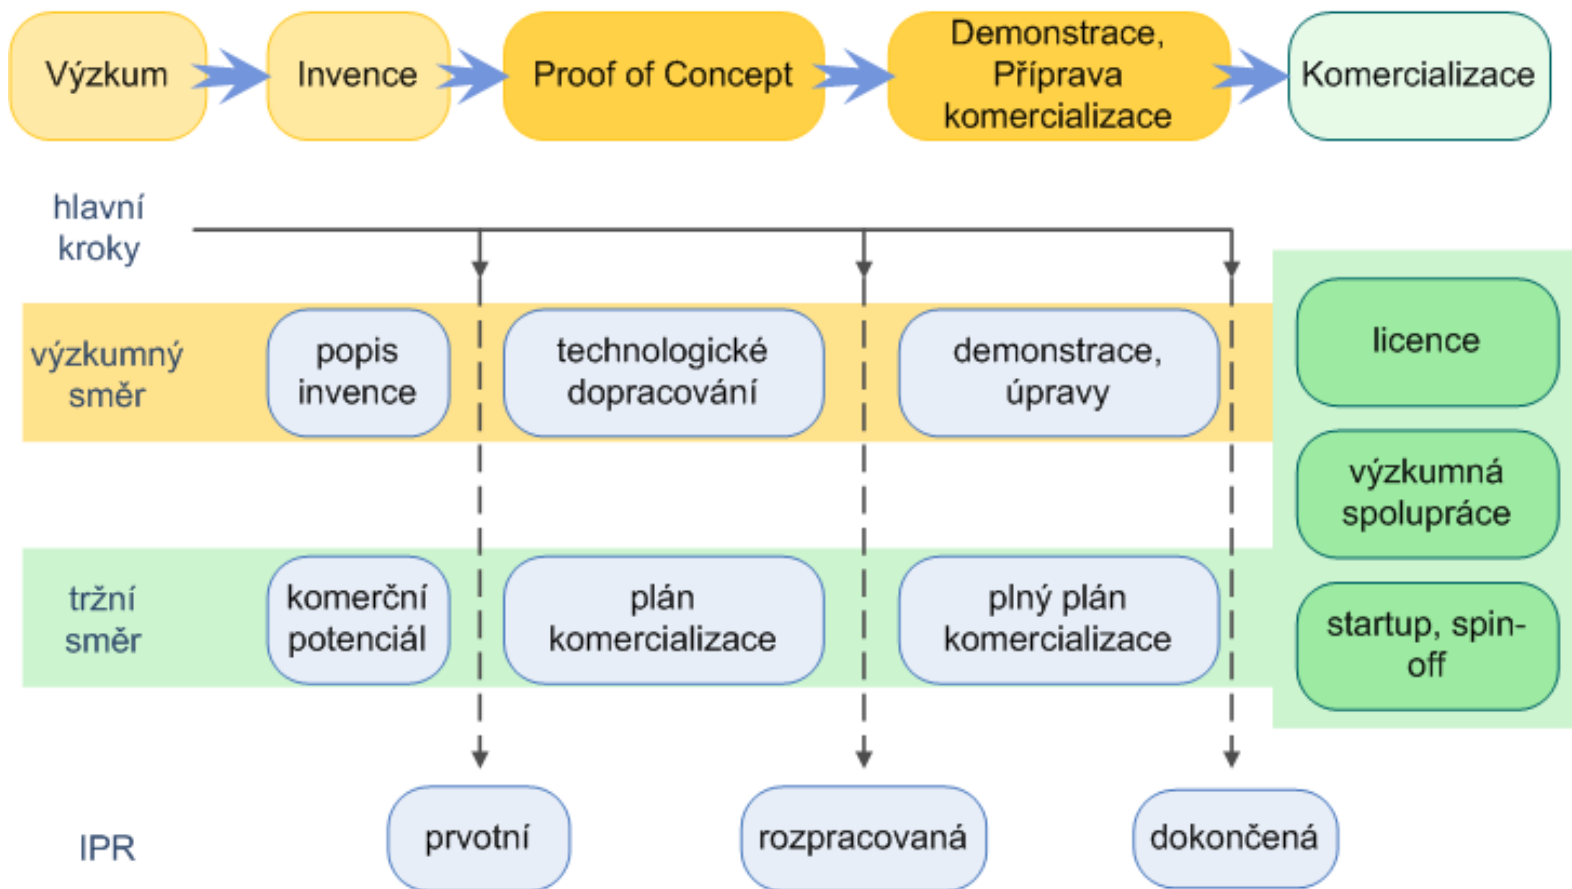 Výzkum
Invence
Proof of Concept
Demonstrace,
Příprava
komercializace
Komercializace
hlavní
kroky
výzkumný
směr
popis
invence
technologické
dopracování
demonstrace,
úpravy
licence
výzkumná
spolupráce
tržní
směr
komerční
potenciál
plán
komercializace
plný plán
komercializace
startup, spin-
off
IPR
prvotní
rozpracovaná
dokončená